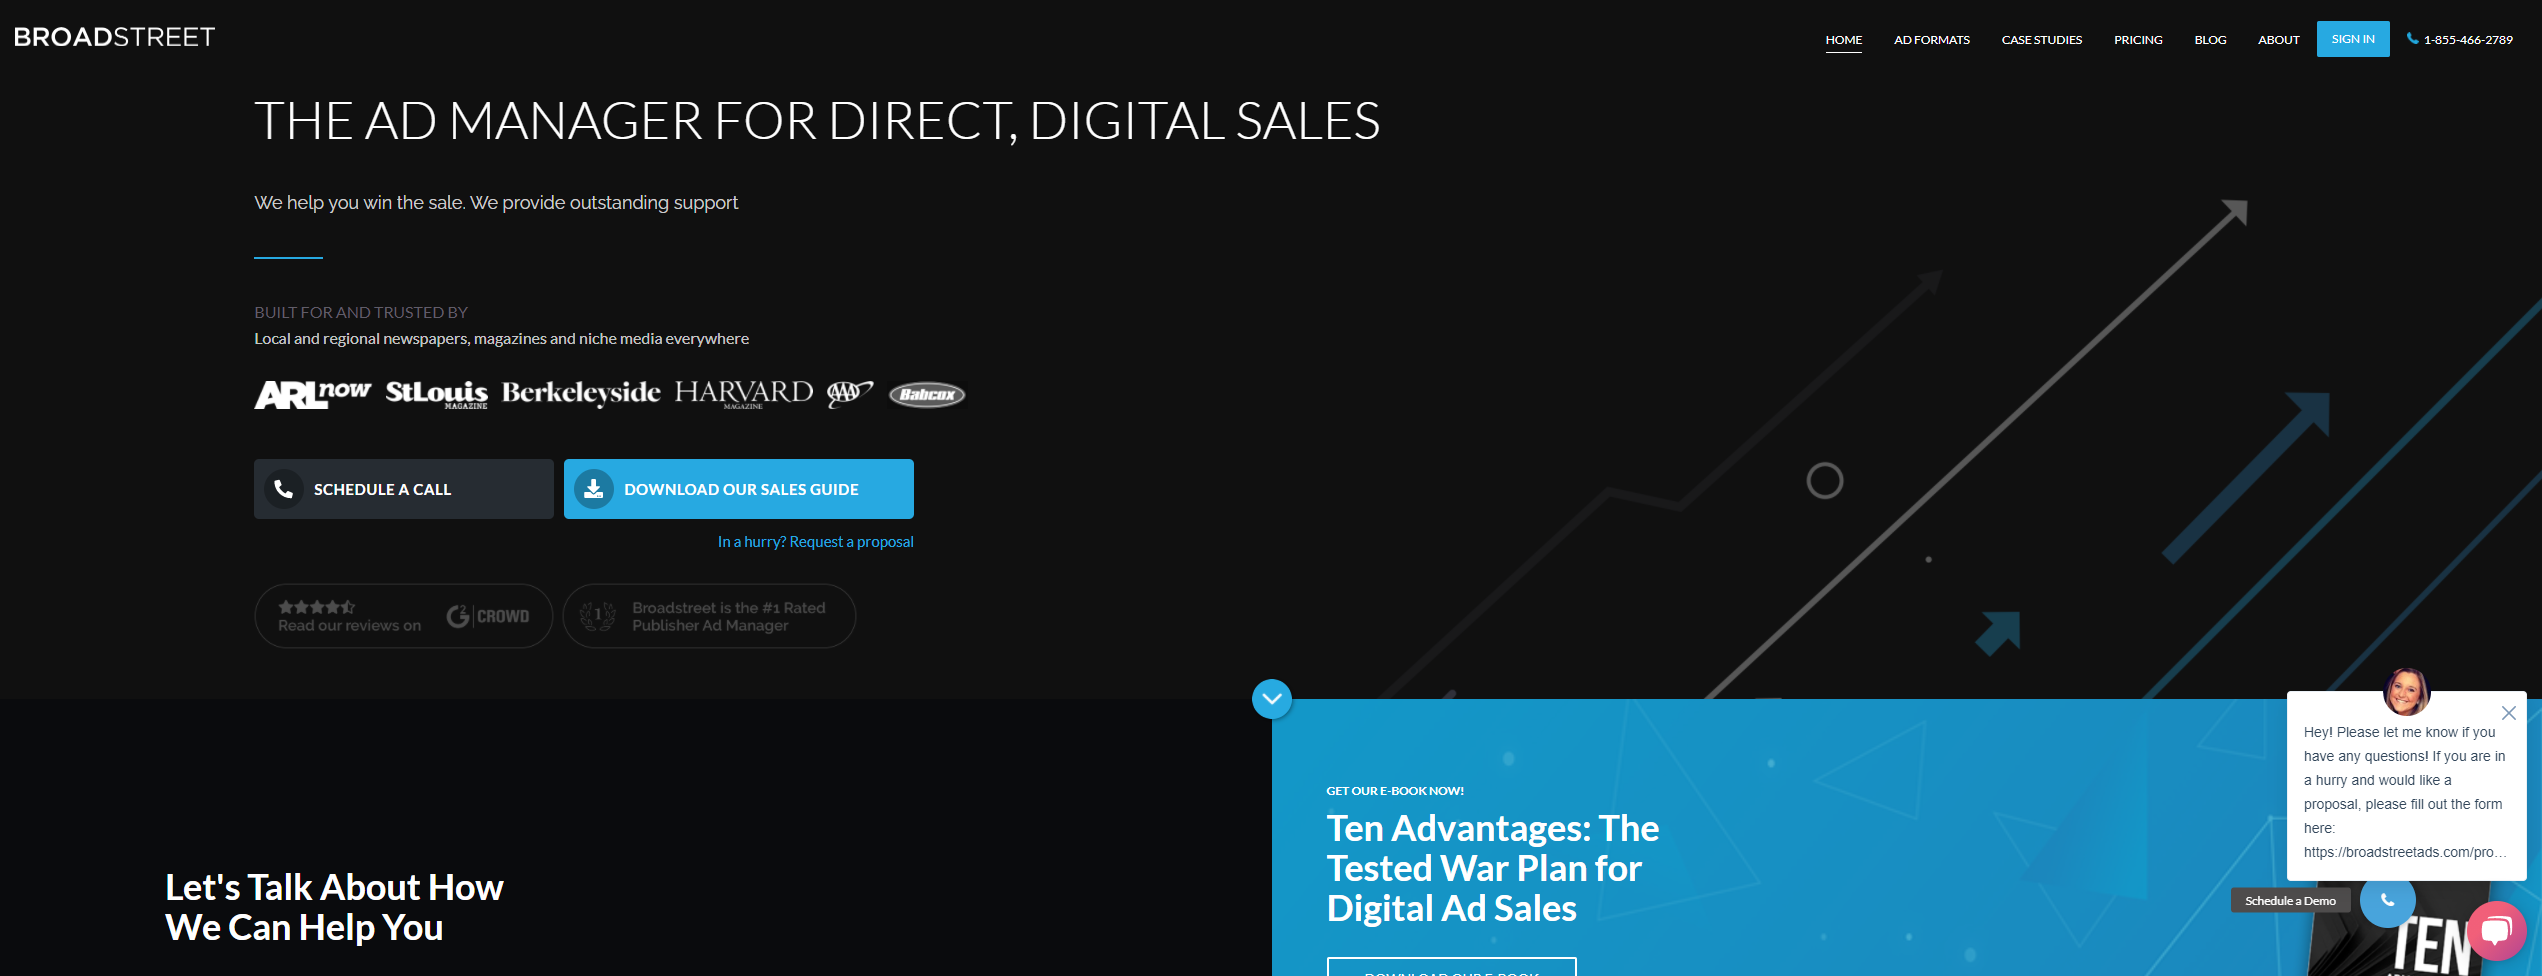 BROADSTREET
HOME
AD FORMATS
CASE STUDIES
PRICING
BLOG
ABOUT
SIGN IN
1-855-466-2789
THE AD MANAGER FOR DIRECT, DIGITAL SALES
We help you win the sale. We provide outstanding support
BUILT FOR AND TRUSTED BY
Local and regional newspapers, magazines and niche media everywhere
ARLnow
StLouis
MAGAZINE
Berkeleyside
HARVARD
MAGAZINE
AAA
Babcox
SCHEDULE A CALL
DOWNLOAD OUR SALES GUIDE
In a hurry? Request a proposal
Read our reviews on
G2 CROWD
1
Broadstreet is the #1 Rated
Publisher Ad Manager
Let's Talk About How
We Can Help You
GET OUR E-BOOK NOW!
Ten Advantages: The
Tested War Plan for
Digital Ad Sales
DOWNLOAD OUR E-BOOK
Hey! Please let me know if you
have any questions! If you are in
a hurry and would like a
proposal, please fill out the form
here:
https://broadstreetads.com/pro...
Schedule a Demo
TEN